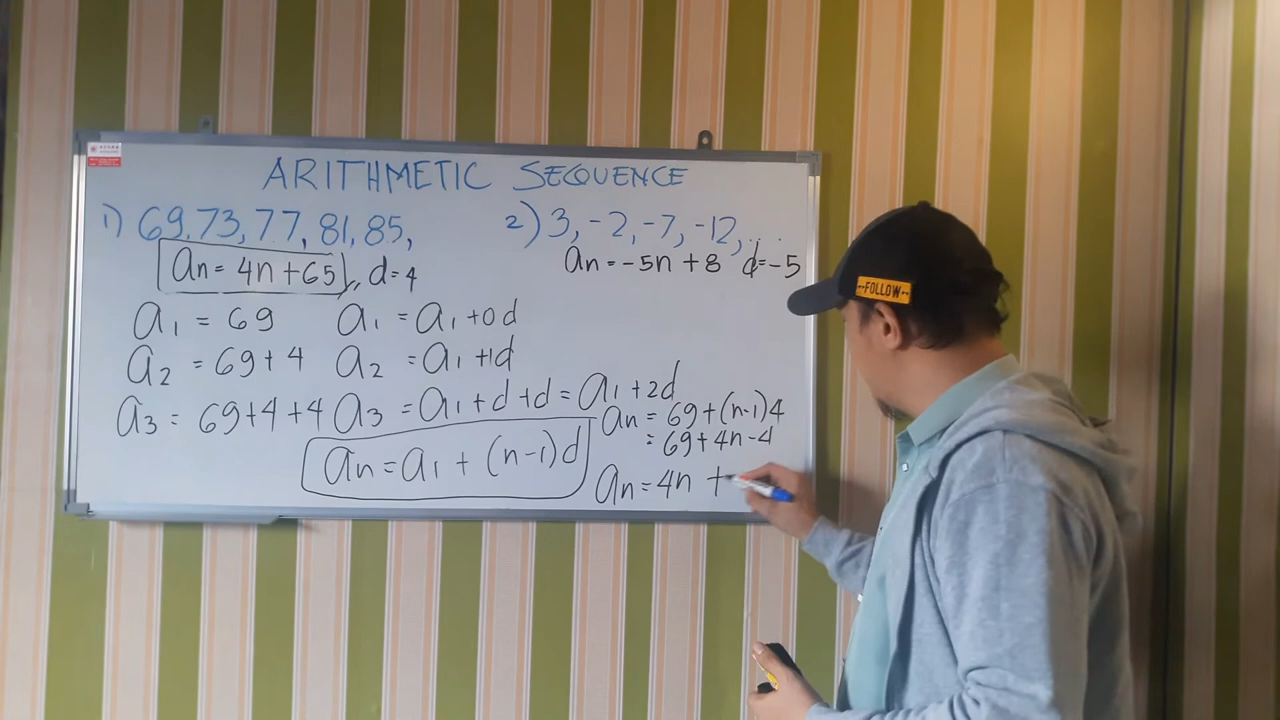 ARITHMETIC SEQUENCE
1) 69, 73, 77, 81, 85,
an = 4n + 65, d = 4
2) 3, -2, -7, -12, ...
an = -5n + 8 d = -5
a1 = 69 a1 = a1 + 0d
a2 = 69 + 4 a2 = a1 + 1d
a3 = 69 + 4 + 4 a3 = a1 + d + d = a1 + 2d
an = a1 + (n-1)d
an = 69 + (n-1)4
= 69 + 4n - 4
an = 4n +
--FOLLOW--